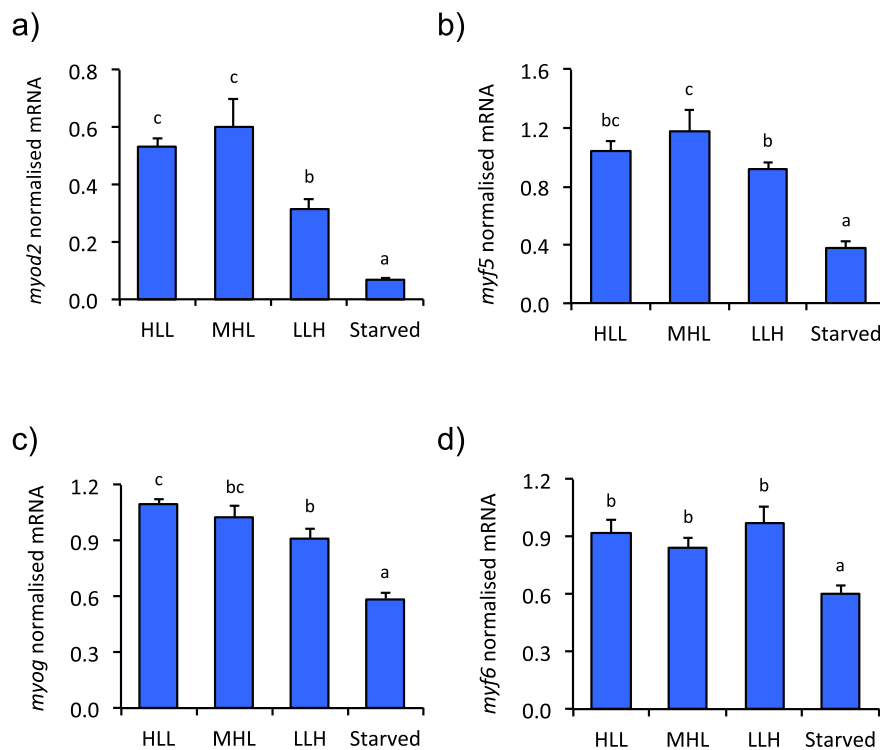 a)
myod2 normalised mRNA
0.8
0.6
0.4
0.2
0.0
c
c
b
a
HLL MHL LLH Starved
b)
myf5 normalised mRNA
1.6
1.2
0.8
0.4
0.0
bc
c
b
a
HLL MHL LLH Starved
c)
myog normalised mRNA
1.2
0.9
0.6
0.3
0.0
c
bc
b
a
HLL MHL LLH Starved
d)
myf6 normalised mRNA
1.2
0.9
0.6
0.3
0.0
b
b
b
a
HLL MHL LLH Starved